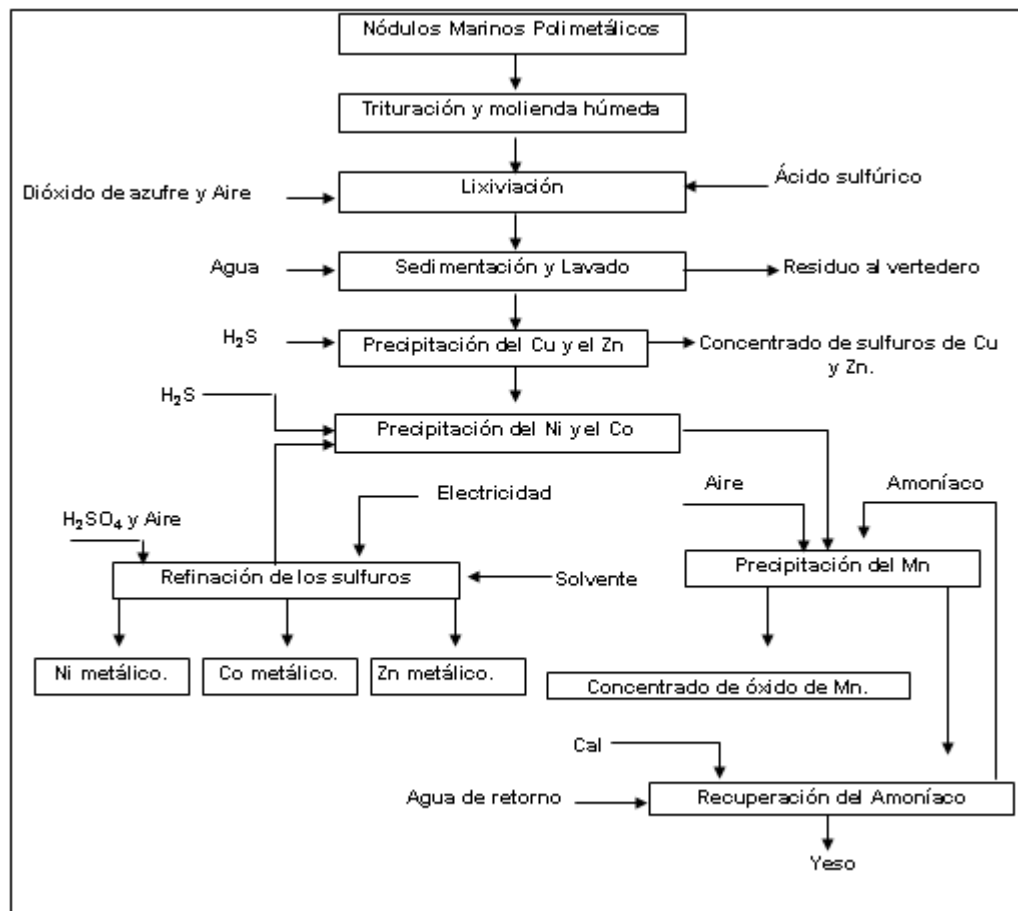 Nódulos Marinos Polimetálicos
Trituración y molienda húmeda
Dióxido de azufre y Aire
Lixiviación
Ácido sulfúrico
Agua
Sedimentación y Lavado
Residuo al vertedero
H₂S
Precipitación del Cu y el Zn
Concentrado de sulfuros de Cu
y Zn.
H₂S
Precipitación del Ni y el Co
Electricidad
Aire
Amoníaco
H₂SO₄ y Aire
Refinación de los sulfuros
Solvente
Precipitación del Mn
Ni metálico.
Co metálico.
Zn metálico.
Concentrado de óxido de Mn.
Cal
Agua de retorno
Recuperación del Amoníaco
Yeso